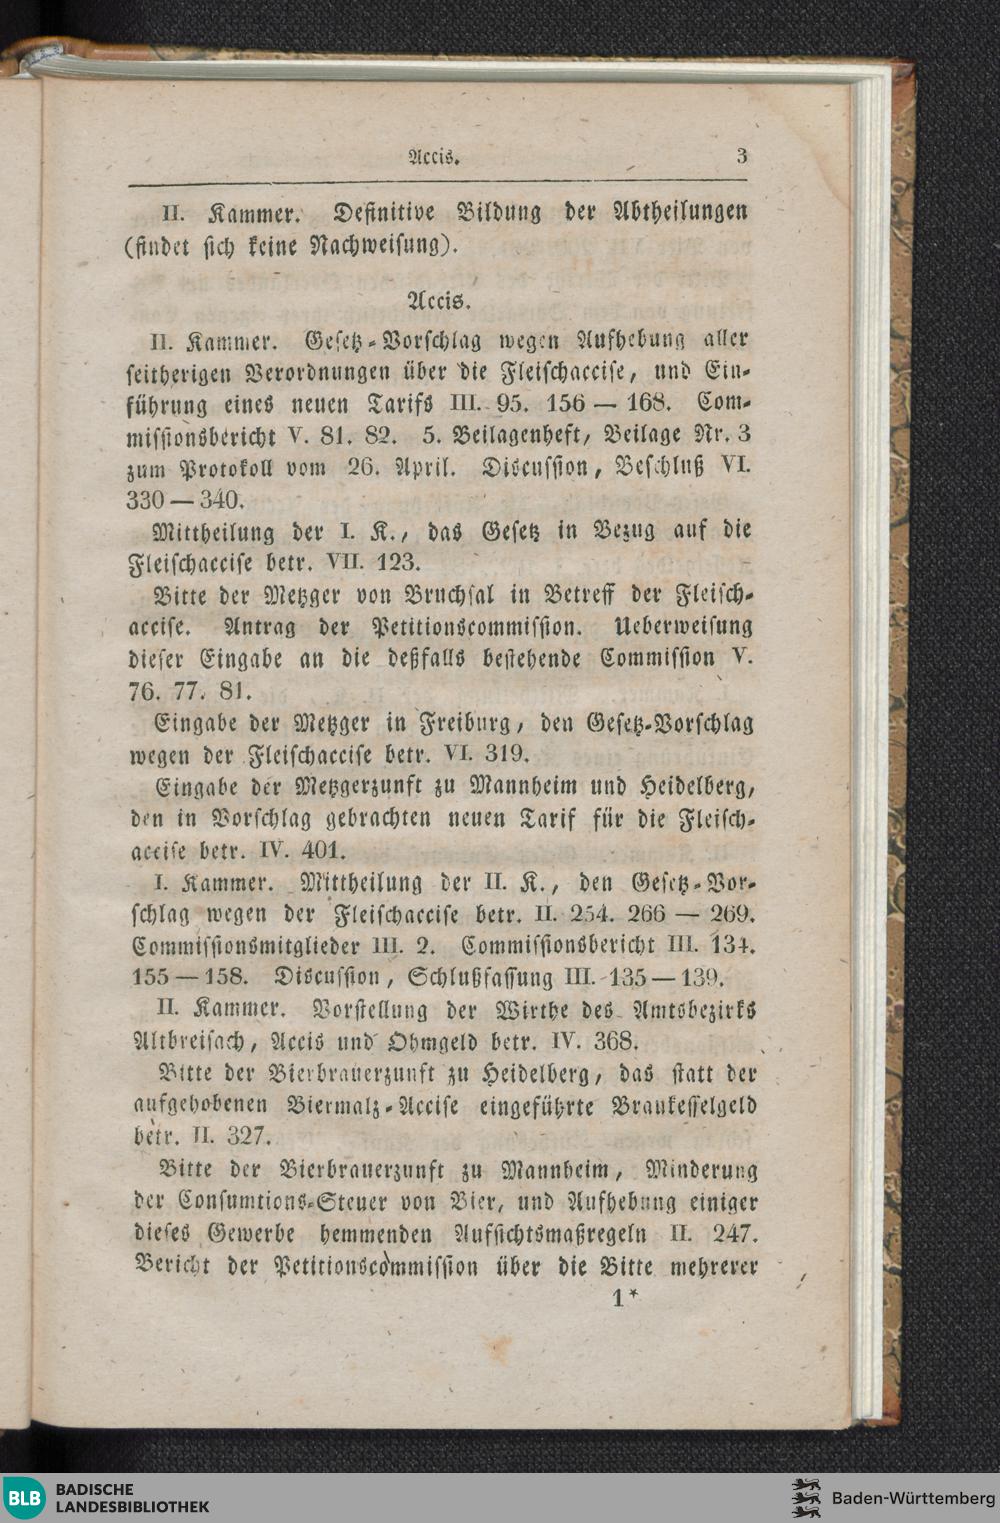 Accis. 3
II. Kammer. Definitive Bildung der Abtheilungen
(findet sich keine Nachweisung).
Accis.
II. Kammer. Gesetz-Vorschlag wegen Aufhebung aller
seitherigen Verordnungen über die Fleischaccise, und Ein-
führung eines neuen Tarifs III. 95. 156 — 168. Com-
missionsbericht V. 81. 82. 5. Beilagenheft, Beilage Nr. 3
zum Protokoll vom 26. April. Discussion, Beschluß VI.
330 — 340.
Mittheilung der I. K., das Gesetz in Bezug auf die
Fleischaccise betr. VII. 123.
Bitte der Metzger von Bruchsal in Betreff der Fleisch-
accise. Antrag der Petitionscommission. Ueberweisung
dieser Eingabe an die deßfalls bestehende Commission V.
76. 77. 81.
Eingabe der Metzger in Freiburg, den Gesetz-Vorschlag
wegen der Fleischaccise betr. VI. 319.
Eingabe der Metzgerzunft zu Mannheim und Heidelberg,
den in Vorschlag gebrachten neuen Tarif für die Fleisch-
accise betr. IV. 401.
I. Kammer. Mittheilung der II. K., den Gesetz-Vor-
schlag wegen der Fleischaccise betr. II. 254. 266 — 269.
Commissionsmitglieder III. 2. Commissionsbericht III. 134.
155 — 158. Discussion, Schlußfassung III. 135 — 139.
II. Kammer. Vorstellung der Wirthe des Amtsbezirks
Altbreisach, Accis und Ohmgeld betr. IV. 368.
Bitte der Bierbrauerzunft zu Heidelberg, das statt der
aufgehobenen Biermalz-Accise eingeführte Braukesselgeld
betr. II. 327.
Bitte der Bierbrauerzunft zu Mannheim, Minderung
der Consumtions-Steuer von Bier, und Aufhebung einiger
dieses Gewerbe hemmenden Aufsichtsmaßregeln II. 247.
Bericht der Petitionscommission über die Bitte mehrerer
1*
BLB BADISCHE
LANDESBIBLIOTHEK
Baden-Württemberg